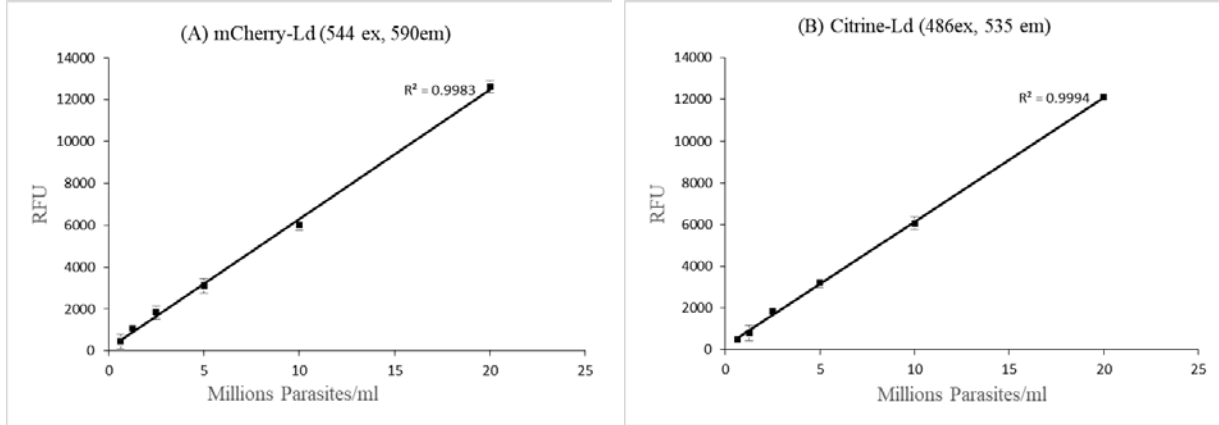 (A) mCherry-Ld (544 ex, 590em)
14000
12000
10000
8000
6000
4000
2000
0
RFU
R² = 0.9983
0 5 10 15 20 25
Millions Parasites/ml
(B) Citrine-Ld (486ex, 535 em)
14000
12000
10000
8000
6000
4000
2000
0
RFU
R² = 0.9994
0 5 10 15 20 25
Millions Parasites/ml